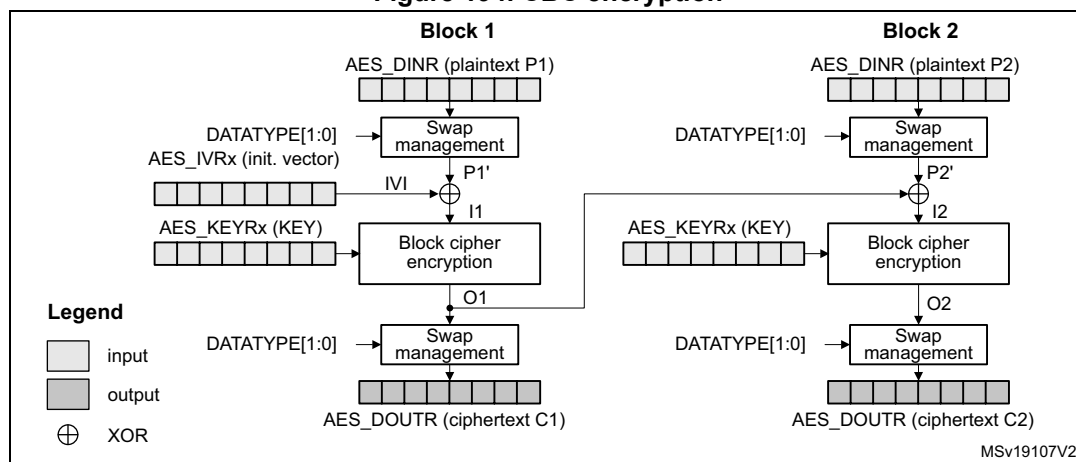 Block 1
Block 2
AES_DINR (plaintext P1)
AES_DINR (plaintext P2)
DATATYPE[1:0]
Swap
management
DATATYPE[1:0]
Swap
management
AES_IVRx (init. vector)
P1'
P2'
IVI
I1
I2
AES_KEYRx (KEY)
Block cipher
encryption
AES_KEYRx (KEY)
Block cipher
encryption
O1
O2
Legend
input
output
XOR
DATATYPE[1:0]
Swap
management
DATATYPE[1:0]
Swap
management
AES_DOUTR (ciphertext C1)
AES_DOUTR (ciphertext C2)
MSv19107V2